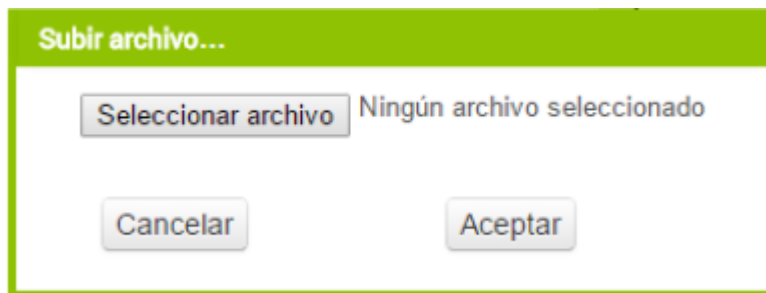 Subir archivo...
Seleccionar archivo Ningún archivo seleccionado
Cancelar Aceptar